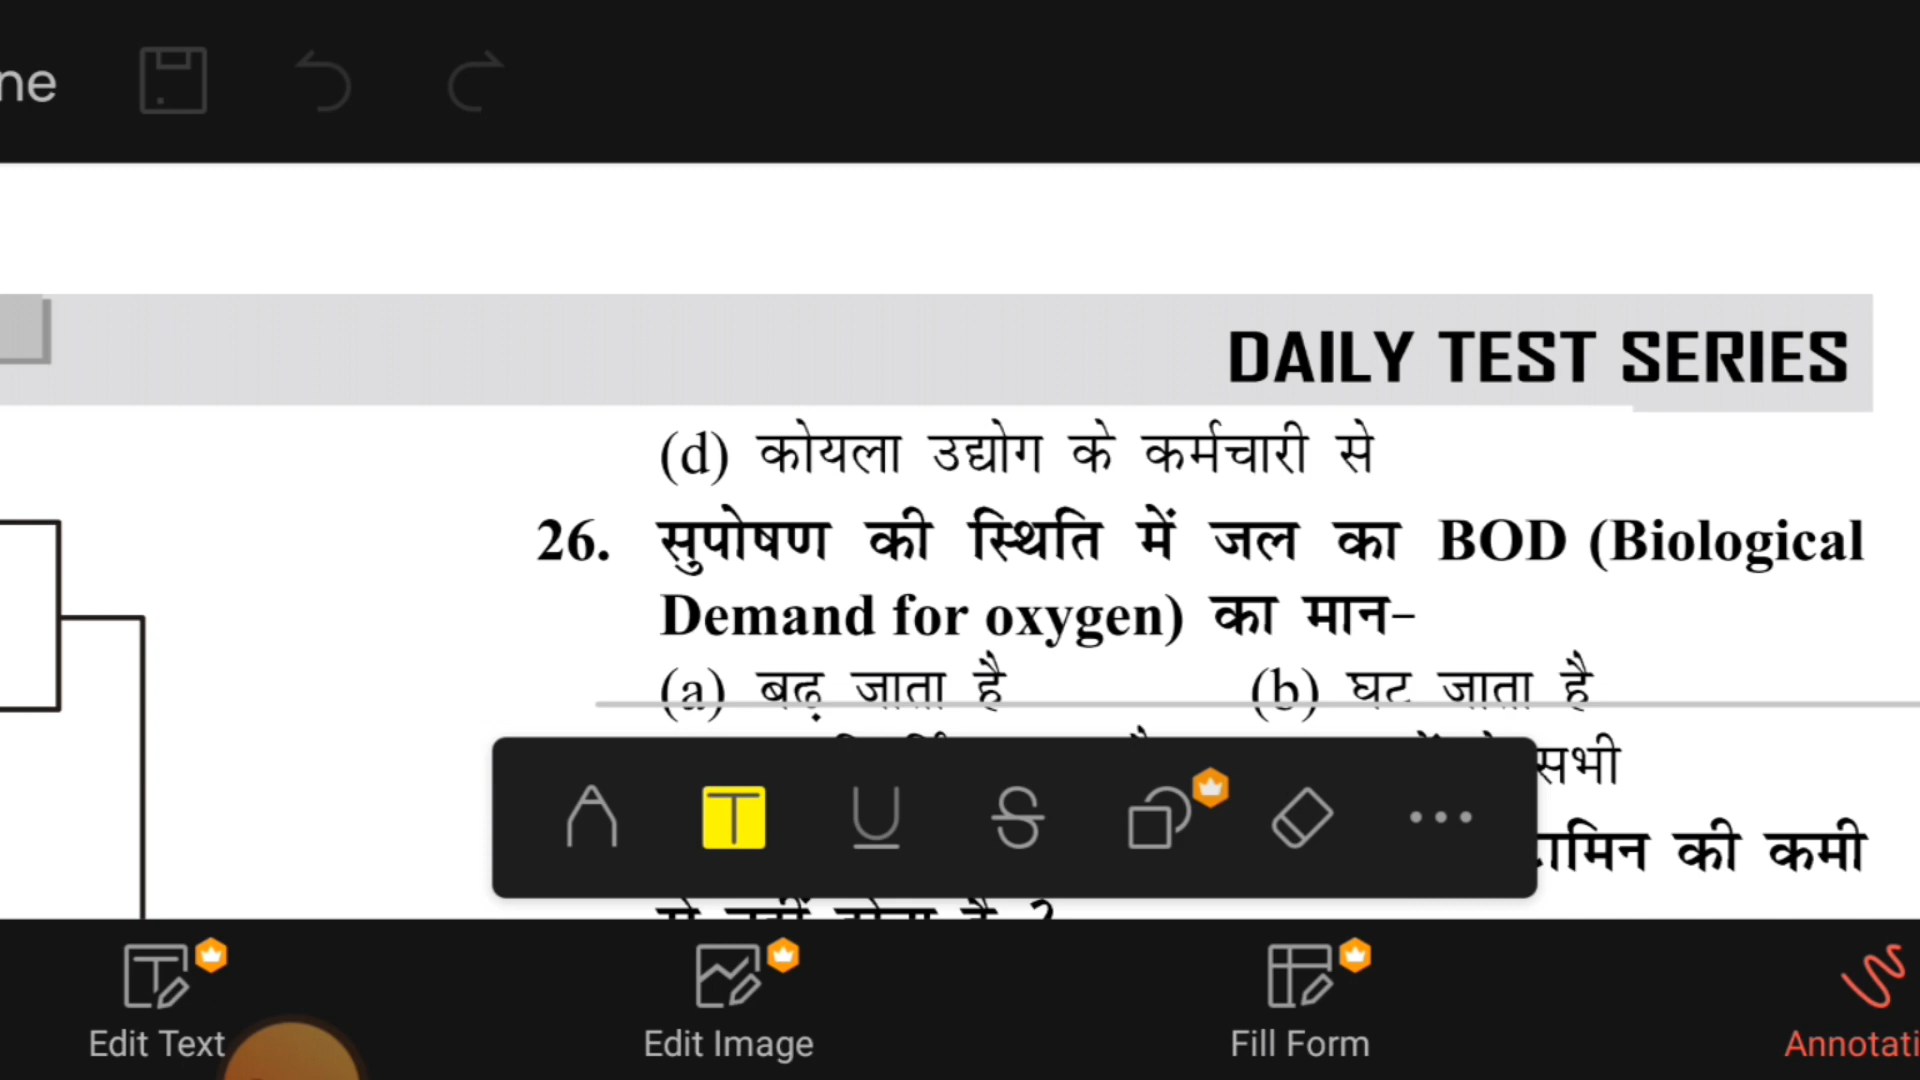 ne
DAILY TEST SERIES
(d) कोयला उद्योग के कर्मचारी से
26. सुपोषण की स्थिति में जल का BOD (Biological
Demand for oxygen) का मान–
(a) बढ़ जाता है (b) घट जाता है
सभी
की कमी
Edit Text
Edit Image
Fill Form
Annotati